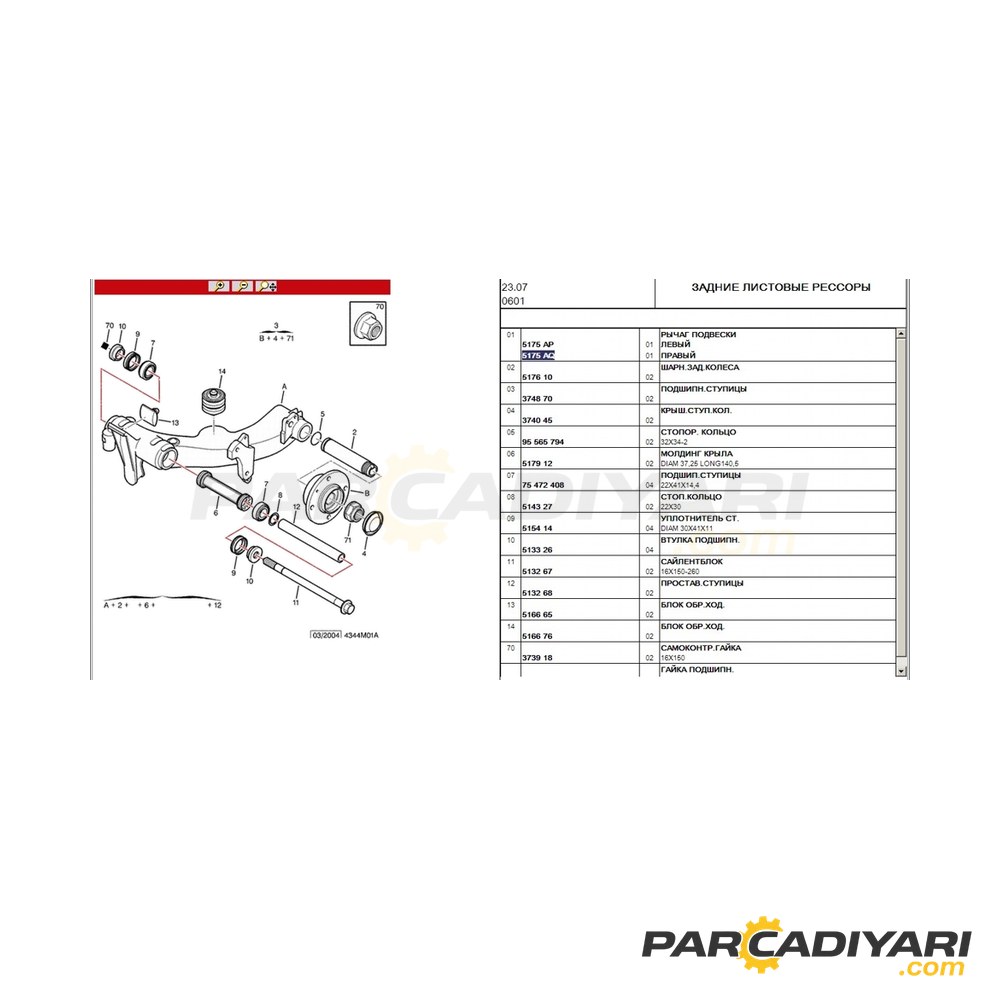 70
3
B + 4 + 71
70
10
9
7
14
A
13
5
2
B
6
7
8
12
71
4
9
10
11
A + 2 + + 6 + + 12
03/2004 4344M01A
23.07
0601
ЗАДНИЕ ЛИСТОВЫЕ РЕССОРЫ
01 РЫЧАГ ПОДВЕСКИ
5175 AP 01 ЛЕВЫЙ
5175 AQ 01 ПРАВЫЙ
02 ШАРН.ЗАД.КОЛЕСА
5176 10 02
03 ПОДШИПН.СТУПИЦЫ
3748 70 02
04 КРЫШ.СТУП.КОЛ.
3740 45 02
05 СТОПОР. КОЛЬЦО
95 565 794 02 32X34-2
06 МОЛДИНГ КРЫЛА
5179 12 02 DIAM 37,25 LONG140,5
07 ПОДШИП.СТУПИЦЫ
75 472 408 04 22X41X14,4
08 СТОП.КОЛЬЦО
5143 27 02 22X30
09 УПЛОТНИТЕЛЬ СТ.
5154 14 04 DIAM 30X41X11
10 ВТУЛКА ПОДШИПН.
5133 26 04
11 САЙЛЕНТБЛОК
5132 67 02 16X150-260
12 ПРОСТАВ.СТУПИЦЫ
5132 68 02
13 БЛОК ОБР.ХОД.
5166 65 02
14 БЛОК ОБР.ХОД.
5166 76 02
70 САМОКОНТР.ГАЙКА
3739 18 02 16X150
ГАЙКА ПОДШИПН.
PARCADIYARI
.com
PARCADIYARI
.com